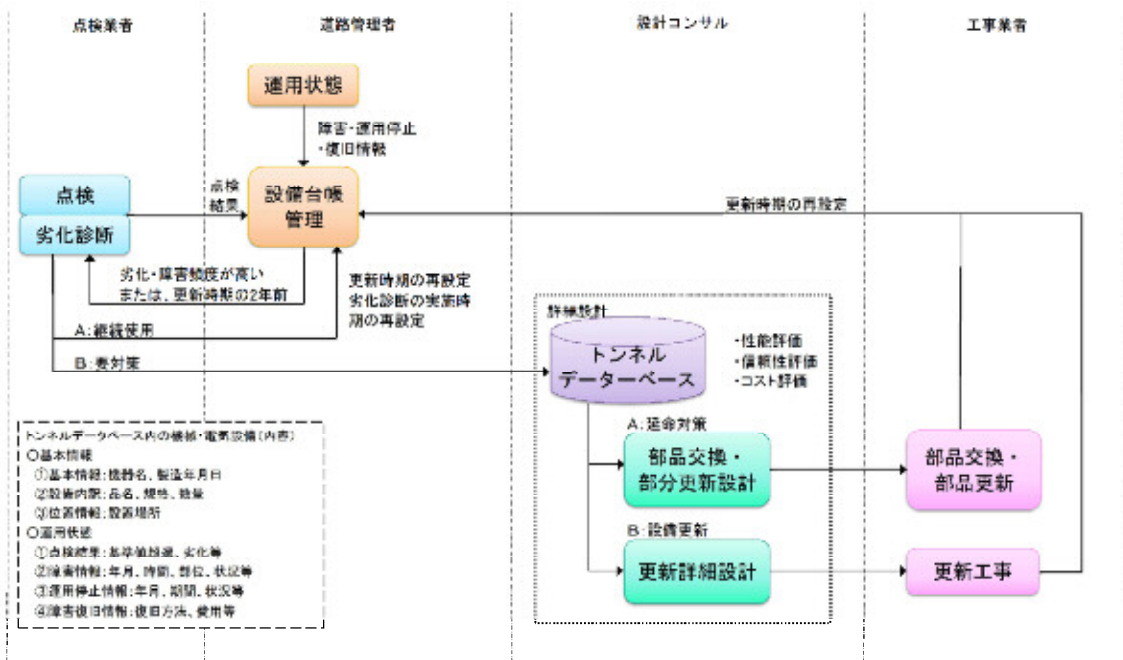 点検業者
道路管理者
設計コンサル
工事業者
運用状態
障害・運用停止
・復旧情報
点検
劣化診断
点検
結果
設備台帳
管理
更新時期の再設定
劣化・障害頻度が高い
または、更新時期の2年前
更新時期の再設定
劣化診断の実施時
期の再設定
A:継続使用
B:要対策
詳細設計
トンネル
データーベース
・性能評価
・信頼性評価
・コスト評価
A:延命対策
部品交換・
部分更新設計
部品交換・
部品更新
B:設備更新
更新詳細設計
更新工事
トンネルデータベース内の機械・電気設備(内容)
〇基本情報
①基本情報:機器名、製造年月日
②設備内訳:品名、規格、数量
③位置情報:設置場所
〇運用状態
①点検結果:基準値超過、劣化等
②障害情報:年月、時間、部位、状況等
③運用停止情報:年月、期間、状況等
④障害復旧情報:復旧方法、費用等